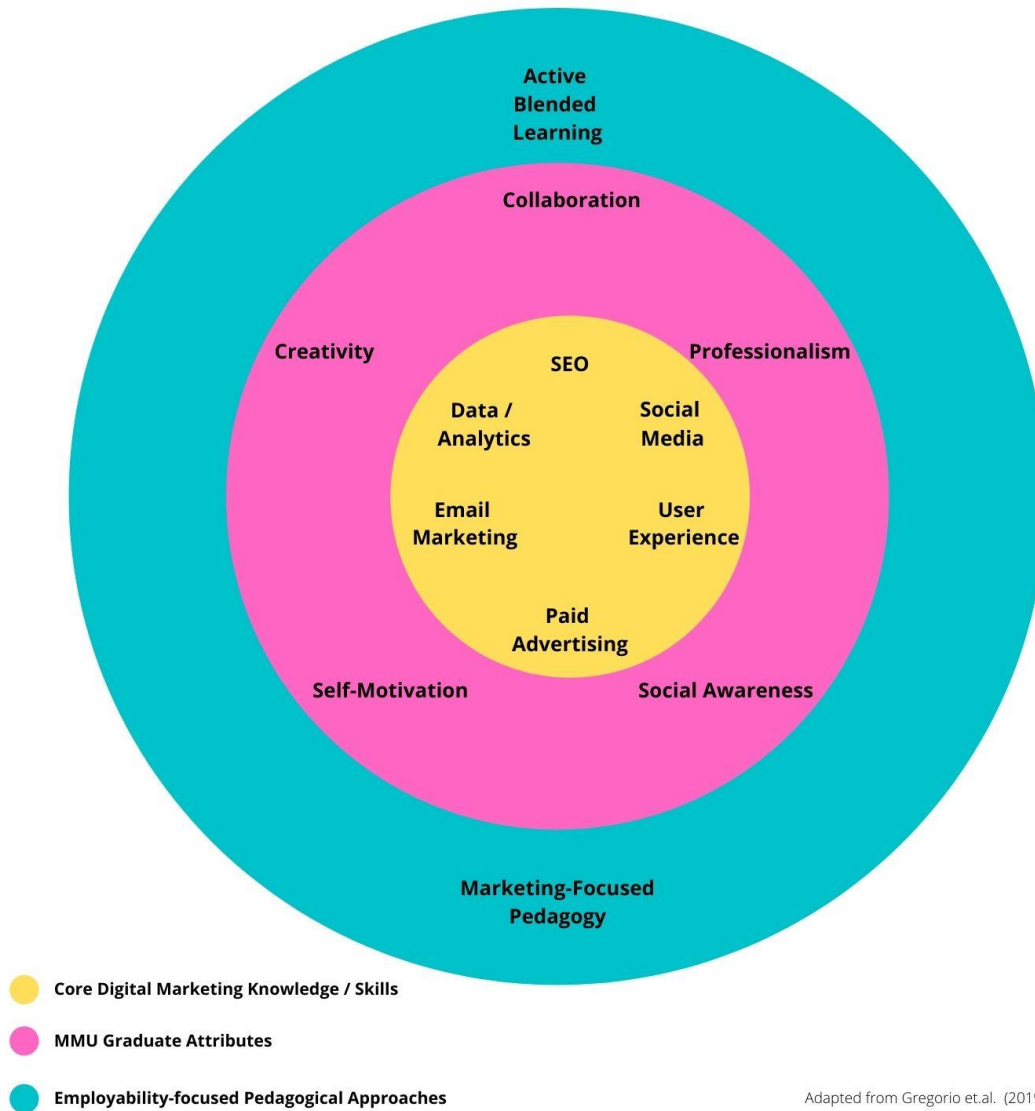 Active
Blended
Learning
Collaboration
Creativity
Professionalism
SEO
Data /
Analytics
Social
Media
Email
Marketing
User
Experience
Paid
Advertising
Self-Motivation
Social Awareness
Marketing-Focused
Pedagogy
Core Digital Marketing Knowledge / Skills
MMU Graduate Attributes
Employability-focused Pedagogical Approaches
Adapted from Gregorio et.al. (2019